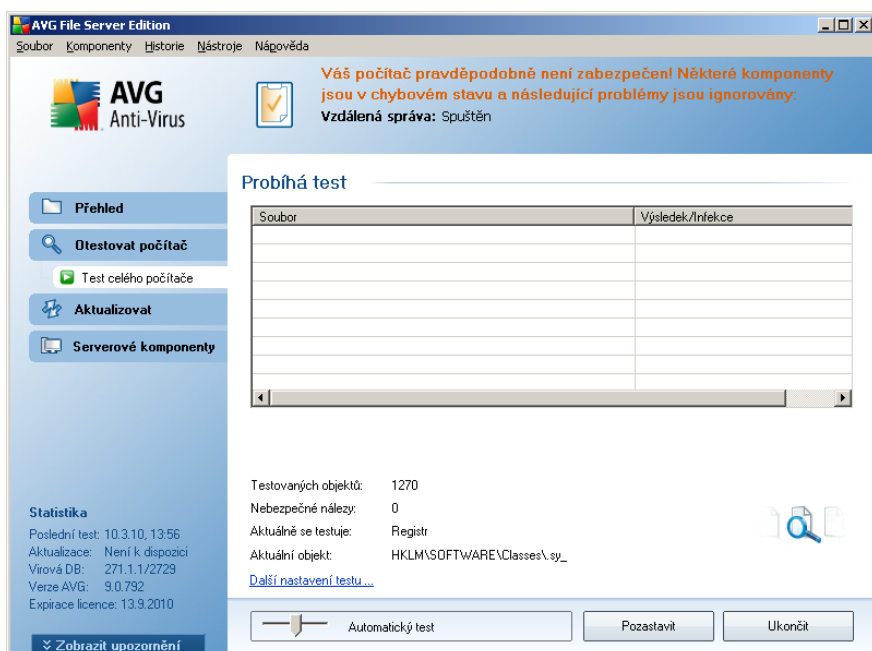 AVG File Server Edition
Soubor Komponenty Historie Nástroje Nápověda
AVG
Anti-Virus
Váš počítač pravděpodobně není zabezpečen! Některé komponenty
jsou v chybovém stavu a následující problémy jsou ignorovány:
Vzdálená správa: Spuštěn
Přehled
Otestovat počítač
Test celého počítače
Aktualizovat
Serverové komponenty
Statistika
Poslední test: 10.3.10, 13:56
Aktualizace: Není k dispozici
Virová DB: 271.1.1/2729
Verze AVG: 9.0.792
Expirace licence: 13.9.2010
Zobrazit upozornění
Probíhá test
Soubor Výsledek/Infekce
Testovaných objektů: 1270
Nebezpečné nálezy: 0
Aktuálně se testuje: Registr
Aktuální objekt: HKLM\SOFTWARE\Classes\.sy_
Další nastavení testu ...
Automatický test Pozastavit Ukončit